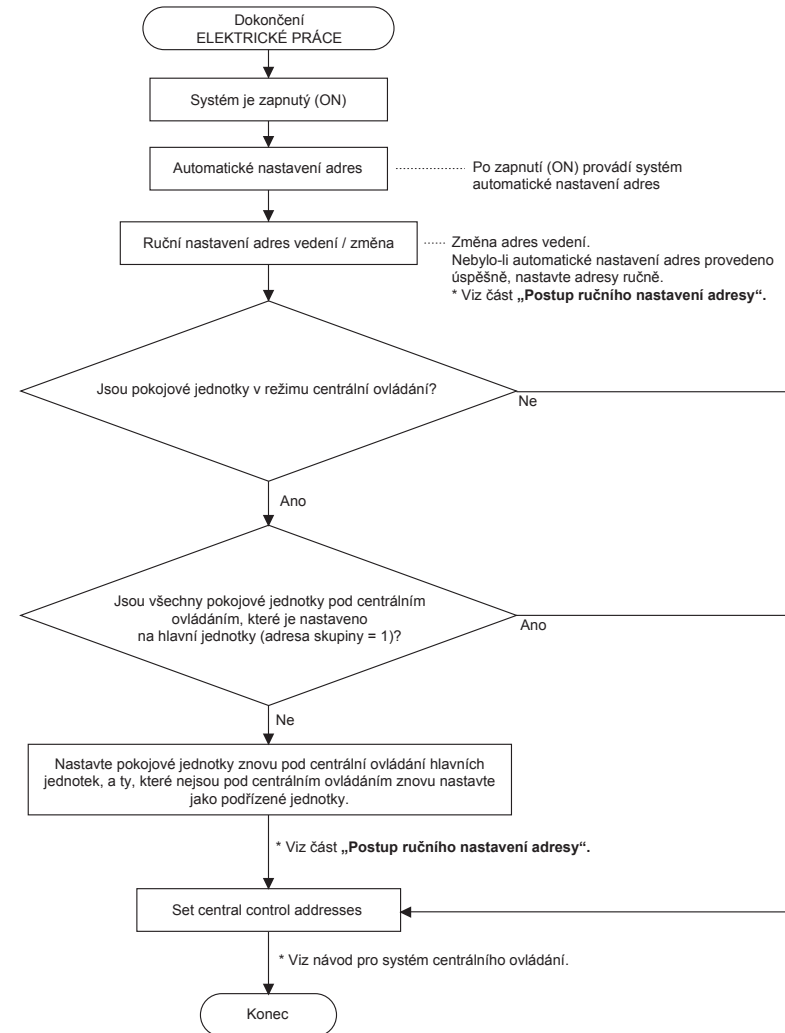 Dokončení
ELEKTRICKÉ PRÁCE
Systém je zapnutý (ON)
Automatické nastavení adres
Po zapnutí (ON) provádí systém
automatické nastavení adres
Ruční nastavení adres vedení / změna
Změna adres vedení.
Nebylo-li automatické nastavení adres provedeno
úspěšně, nastavte adresy ručně.
* Viz část „Postup ručního nastavení adresy“.
Jsou pokojové jednotky v režimu centrální ovládání?
Ne
Ano
Jsou všechny pokojové jednotky pod centrálním
ovládáním, které je nastaveno
na hlavní jednotky (adresa skupiny = 1)?
Ano
Ne
Nastavte pokojové jednotky znovu pod centrální ovládání hlavních
jednotek, a ty, které nejsou pod centrálním ovládáním znovu nastavte
jako podřízené jednotky.
* Viz část „Postup ručního nastavení adresy“.
Set central control addresses
* Viz návod pro systém centrálního ovládání.
Konec